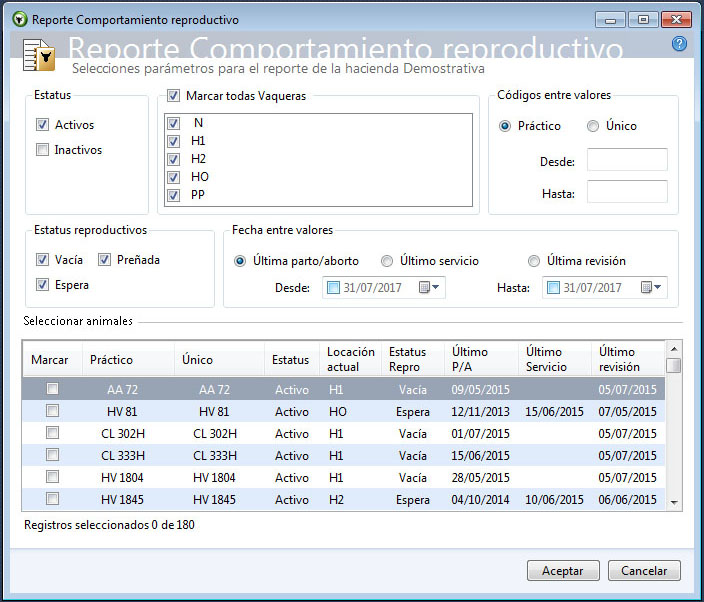 Reporte Comportamiento reproductivo
Reporte Comportamiento reproductivo
Selecciones parámetros para el reporte de la hacienda Demostrativa
Estatus
Activos
Inactivos
Marcar todas Vaqueras
N
H1
H2
HO
PP
Códigos entre valores
Práctico Único
Desde:
Hasta:
Estatus reproductivos
Vacía Preñada
Espera
Fecha entre valores
Última parto/aborto Último servicio Última revisión
Desde: 31/07/2017 Hasta: 31/07/2017
Seleccionar animales
Marcar Práctico Único Estatus Locación actual Estatus Repro Último P/A Último Servicio Último revisión
AA 72 AA 72 Activo H1 Vacía 09/05/2015 05/07/2015
HV 81 HV 81 Activo HO Espera 12/11/2013 15/06/2015 07/05/2015
CL 302H CL 302H Activo H1 Vacía 01/07/2015 05/07/2015
CL 333H CL 333H Activo H1 Vacía 15/06/2015 05/07/2015
HV 1804 HV 1804 Activo H1 Vacía 28/05/2015 05/07/2015
HV 1845 HV 1845 Activo H2 Espera 04/10/2014 10/06/2015 06/06/2015
Registros seleccionados 0 de 180
Aceptar Cancelar